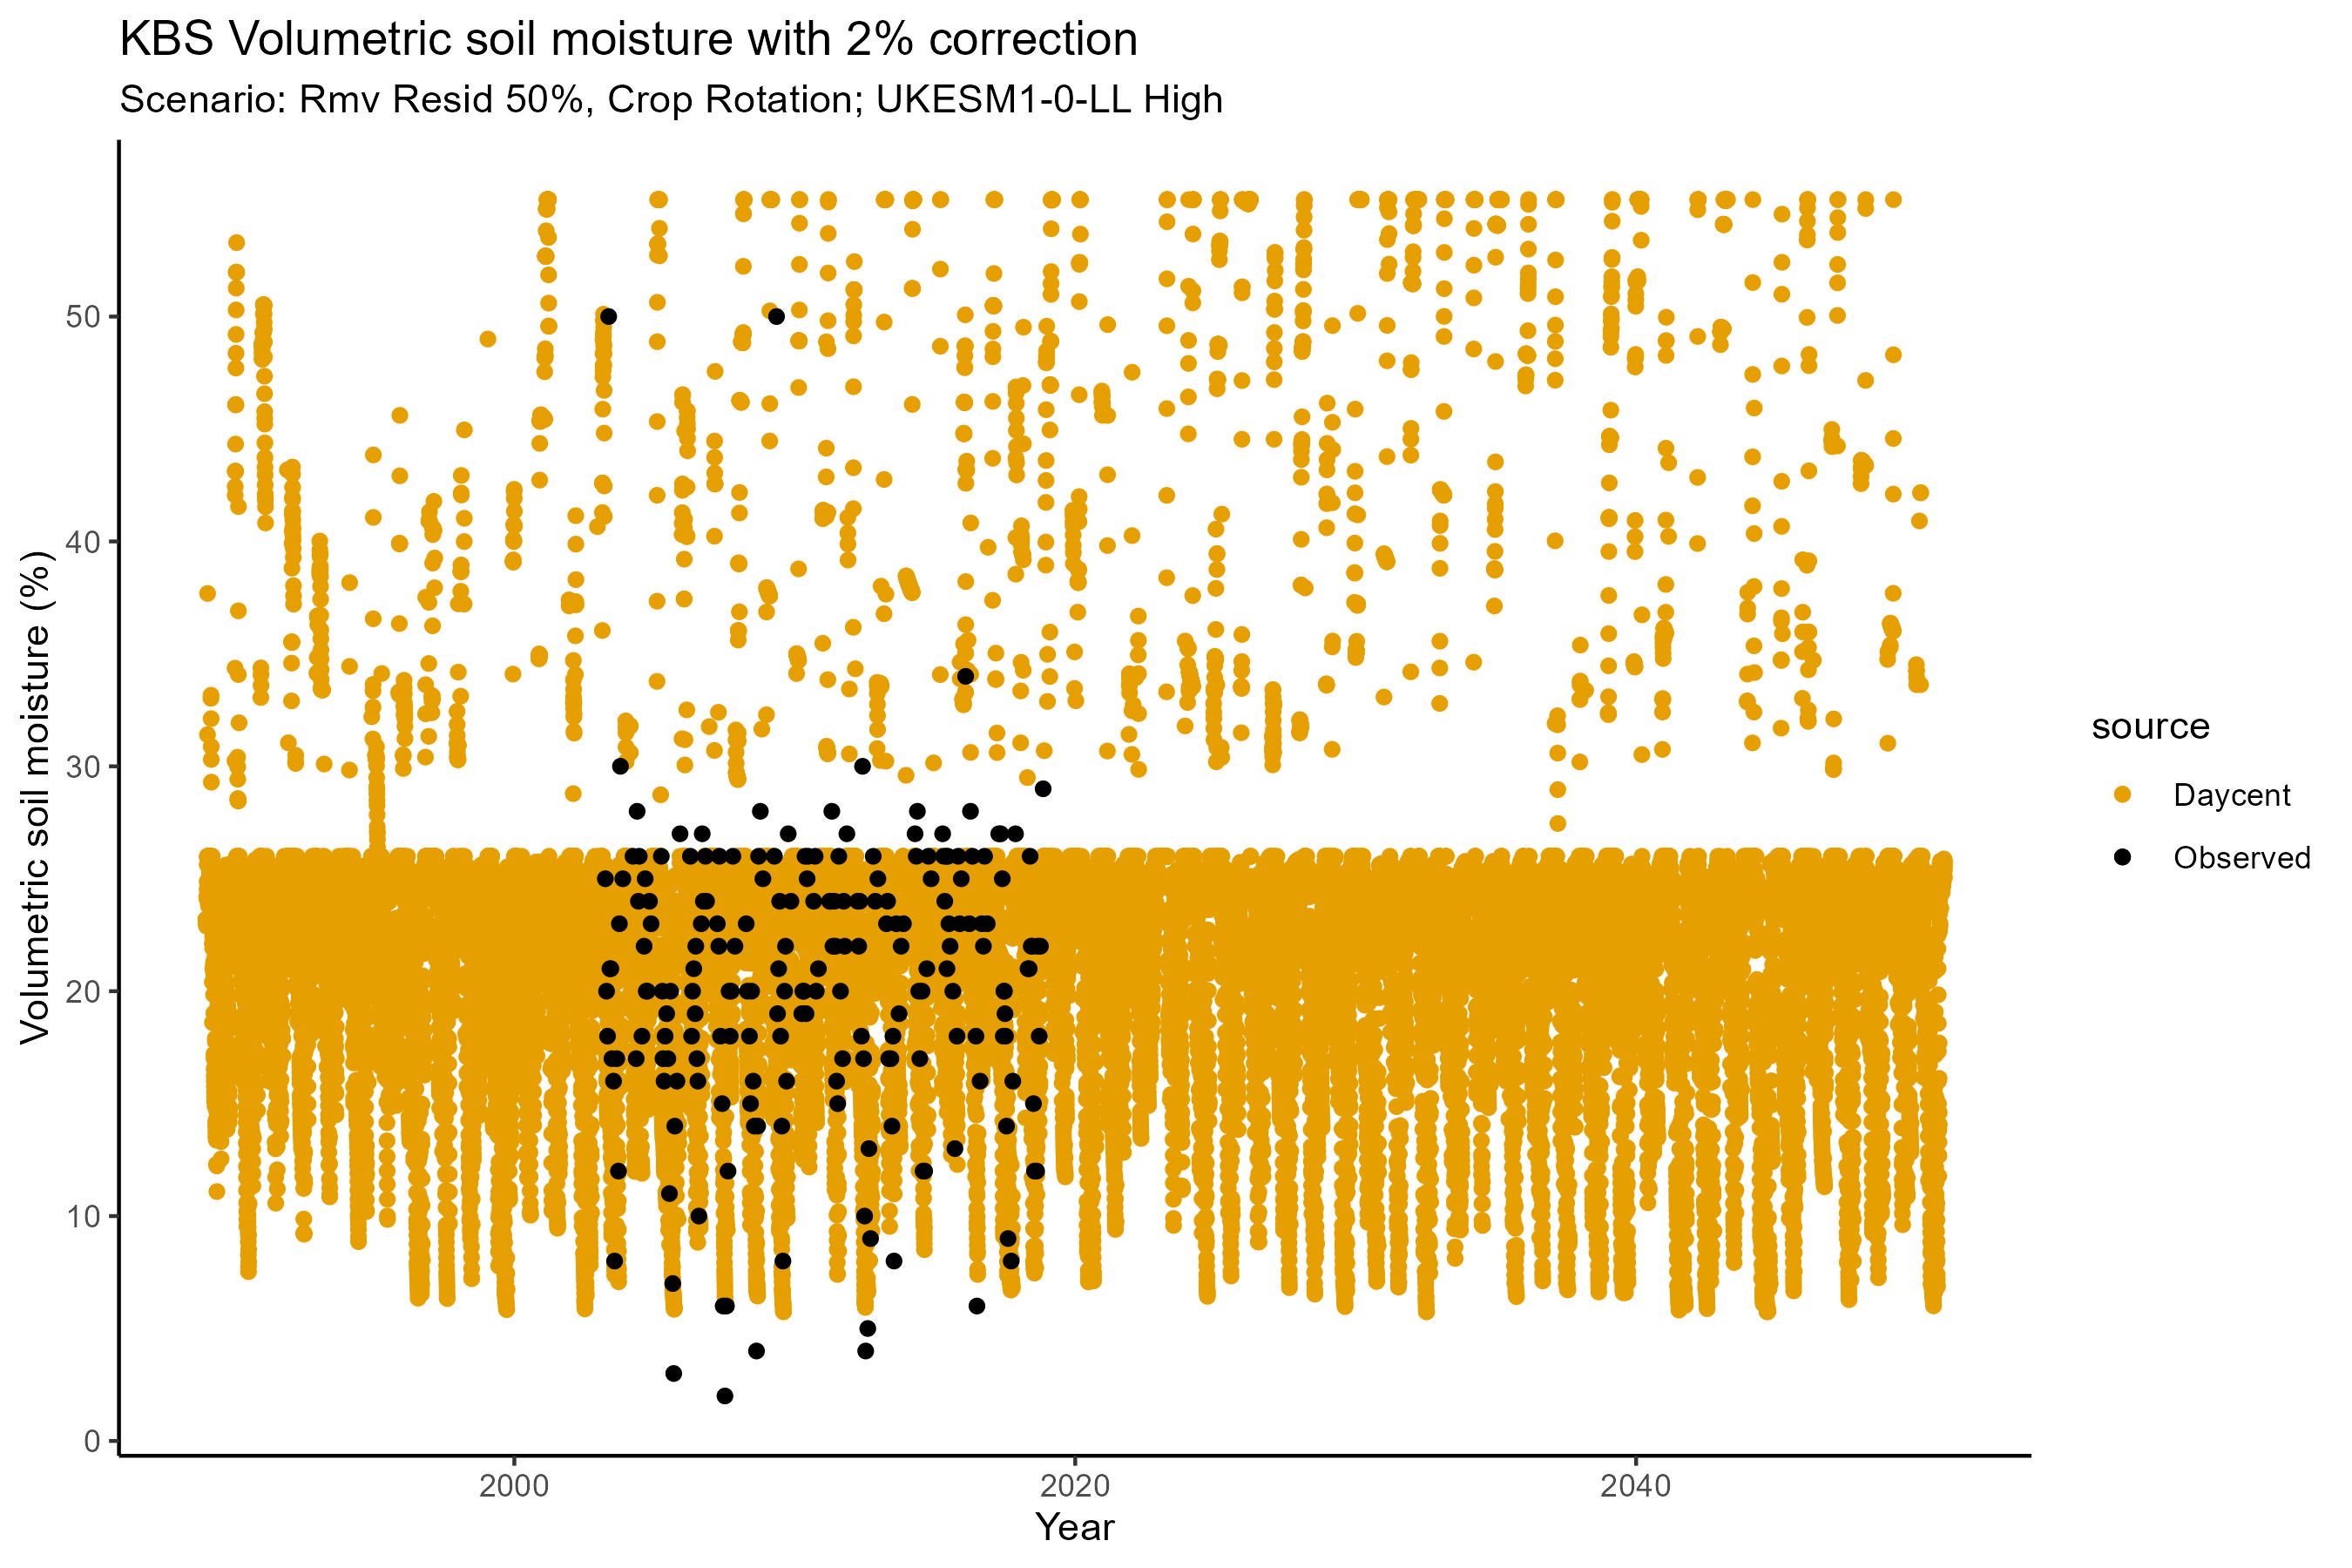 KBS Volumetric soil moisture with 2% correction
Scenario: Rmv Resid 50%, Crop Rotation; UKESM1-0-LL High
Volumetric soil moisture (%)
50
40
30
20
10
0
2000
2020
2040
Year
source
Daycent
Observed